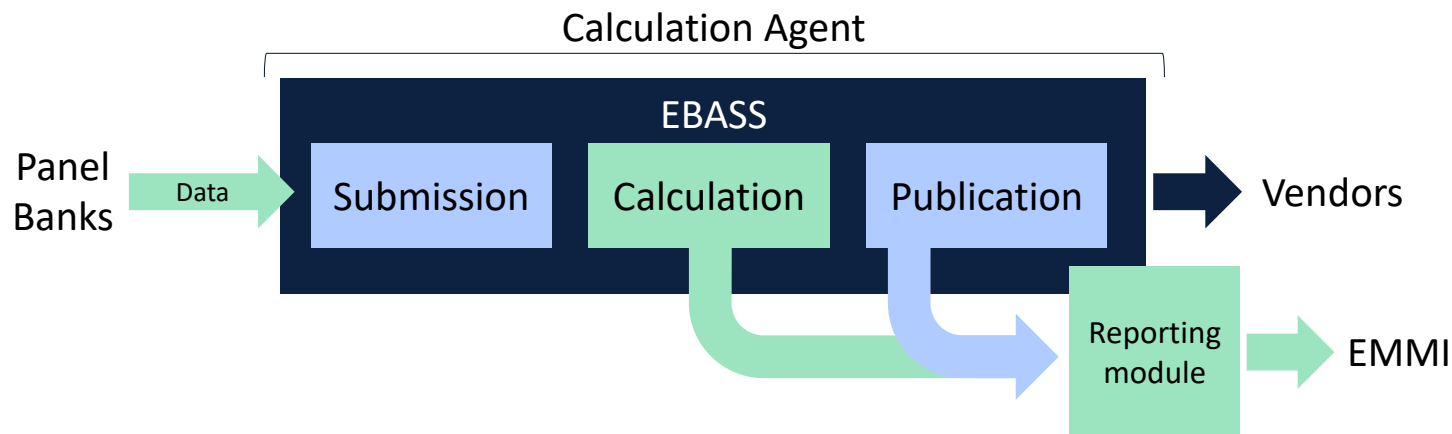 Calculation Agent
EBASS
Panel
Banks
Data
Submission
Calculation
Publication
Vendors
Reporting
module
EMMI